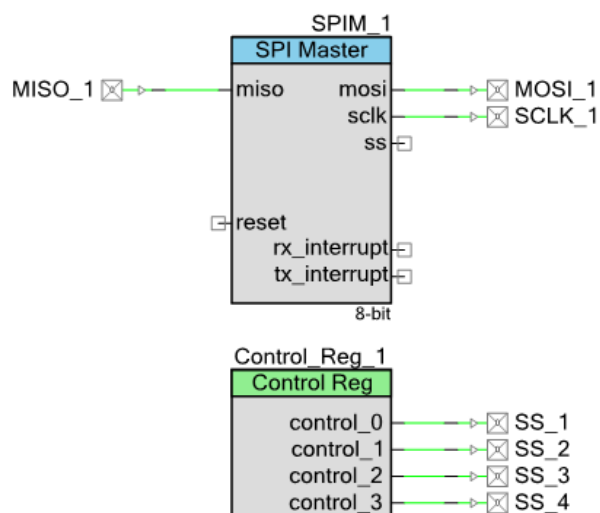 SPIM_1
SPI Master
MISO_1 miso mosi MOSI_1
sclk SCLK_1
ss
reset
rx_interrupt
tx_interrupt
8-bit
Control_Reg_1
Control Reg
control_0 SS_1
control_1 SS_2
control_2 SS_3
control_3 SS_4